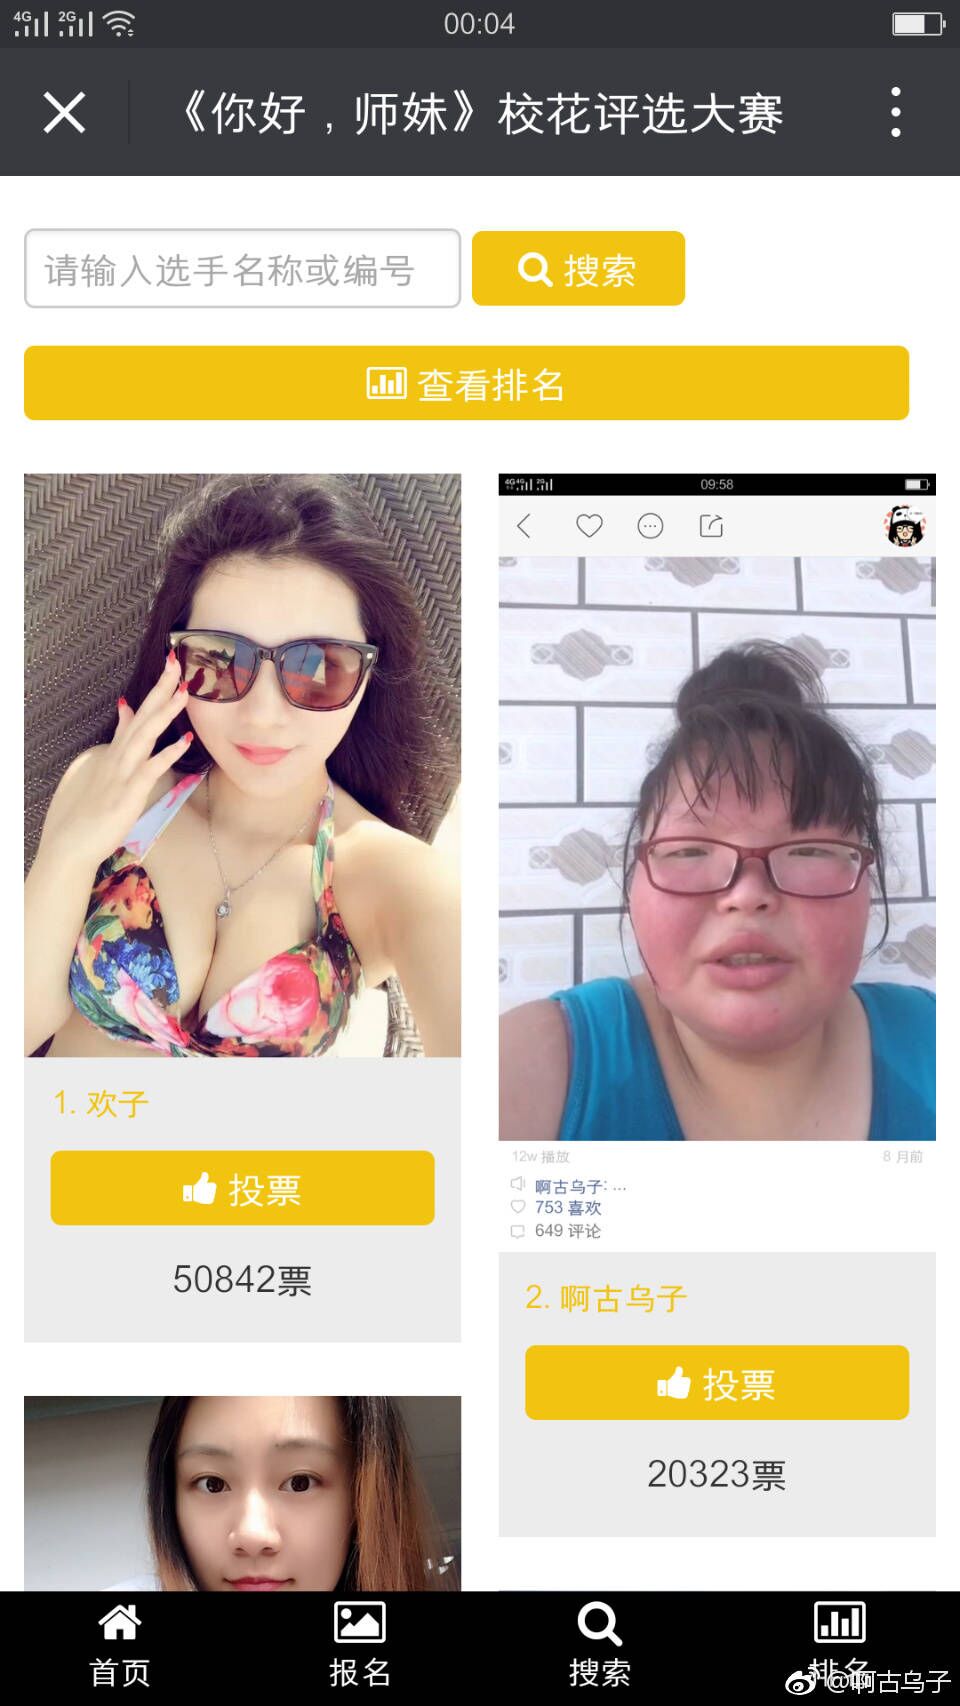 4G 2G 00:04
《你好，师妹》校花评选大赛
请输入选手名称或编号
搜索
查看排名
4G 4G 2G 09:58
1. 欢子
投票
50842票
12w 播放 8 月前
啊古乌子: ...
753 喜欢
649 评论
2. 啊古乌子
投票
20323票
首页 报名 搜索 排名
@啊古乌子